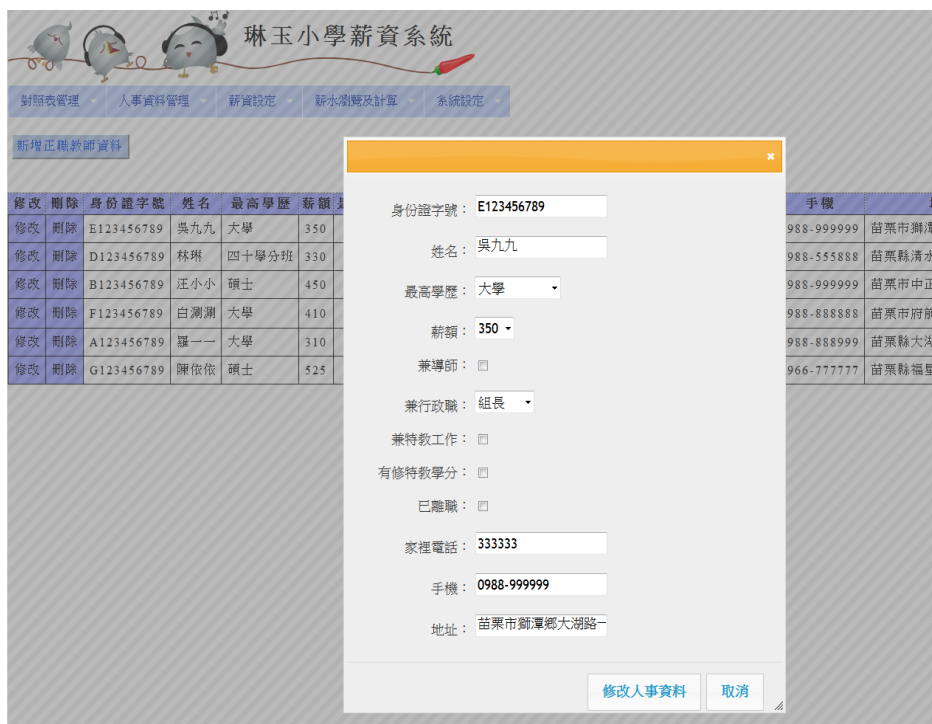 琳玉小學薪資系統
對照表管理 人事資料管理 薪資設定 薪水瀏覽及計算 系統設定
新增正職教師資料
修改 刪除 身份證字號 姓名 最高學歷 薪額 手機
修改 刪除 E123456789 吳九九 大學 350 988-999999 苗栗市獅潭
修改 刪除 D123456789 林琳 四十學分班 330 988-555888 苗栗縣清水
修改 刪除 B123456789 汪小小 碩士 450 988-999999 苗栗市中正
修改 刪除 F123456789 白測測 大學 410 988-888888 苗栗市府前
修改 刪除 A123456789 羅一一 大學 310 988-888999 苗栗縣大湖
修改 刪除 G123456789 陳依依 碩士 525 966-777777 苗栗縣福星
身份證字號： E123456789
姓名： 吳九九
最高學歷： 大學
薪額： 350
兼導師：
兼行政職： 組長
兼特教工作：
有修特教學分：
已離職：
家裡電話： 333333
手機： 0988-999999
地址： 苗栗市獅潭鄉大湖路一
修改人事資料 取消